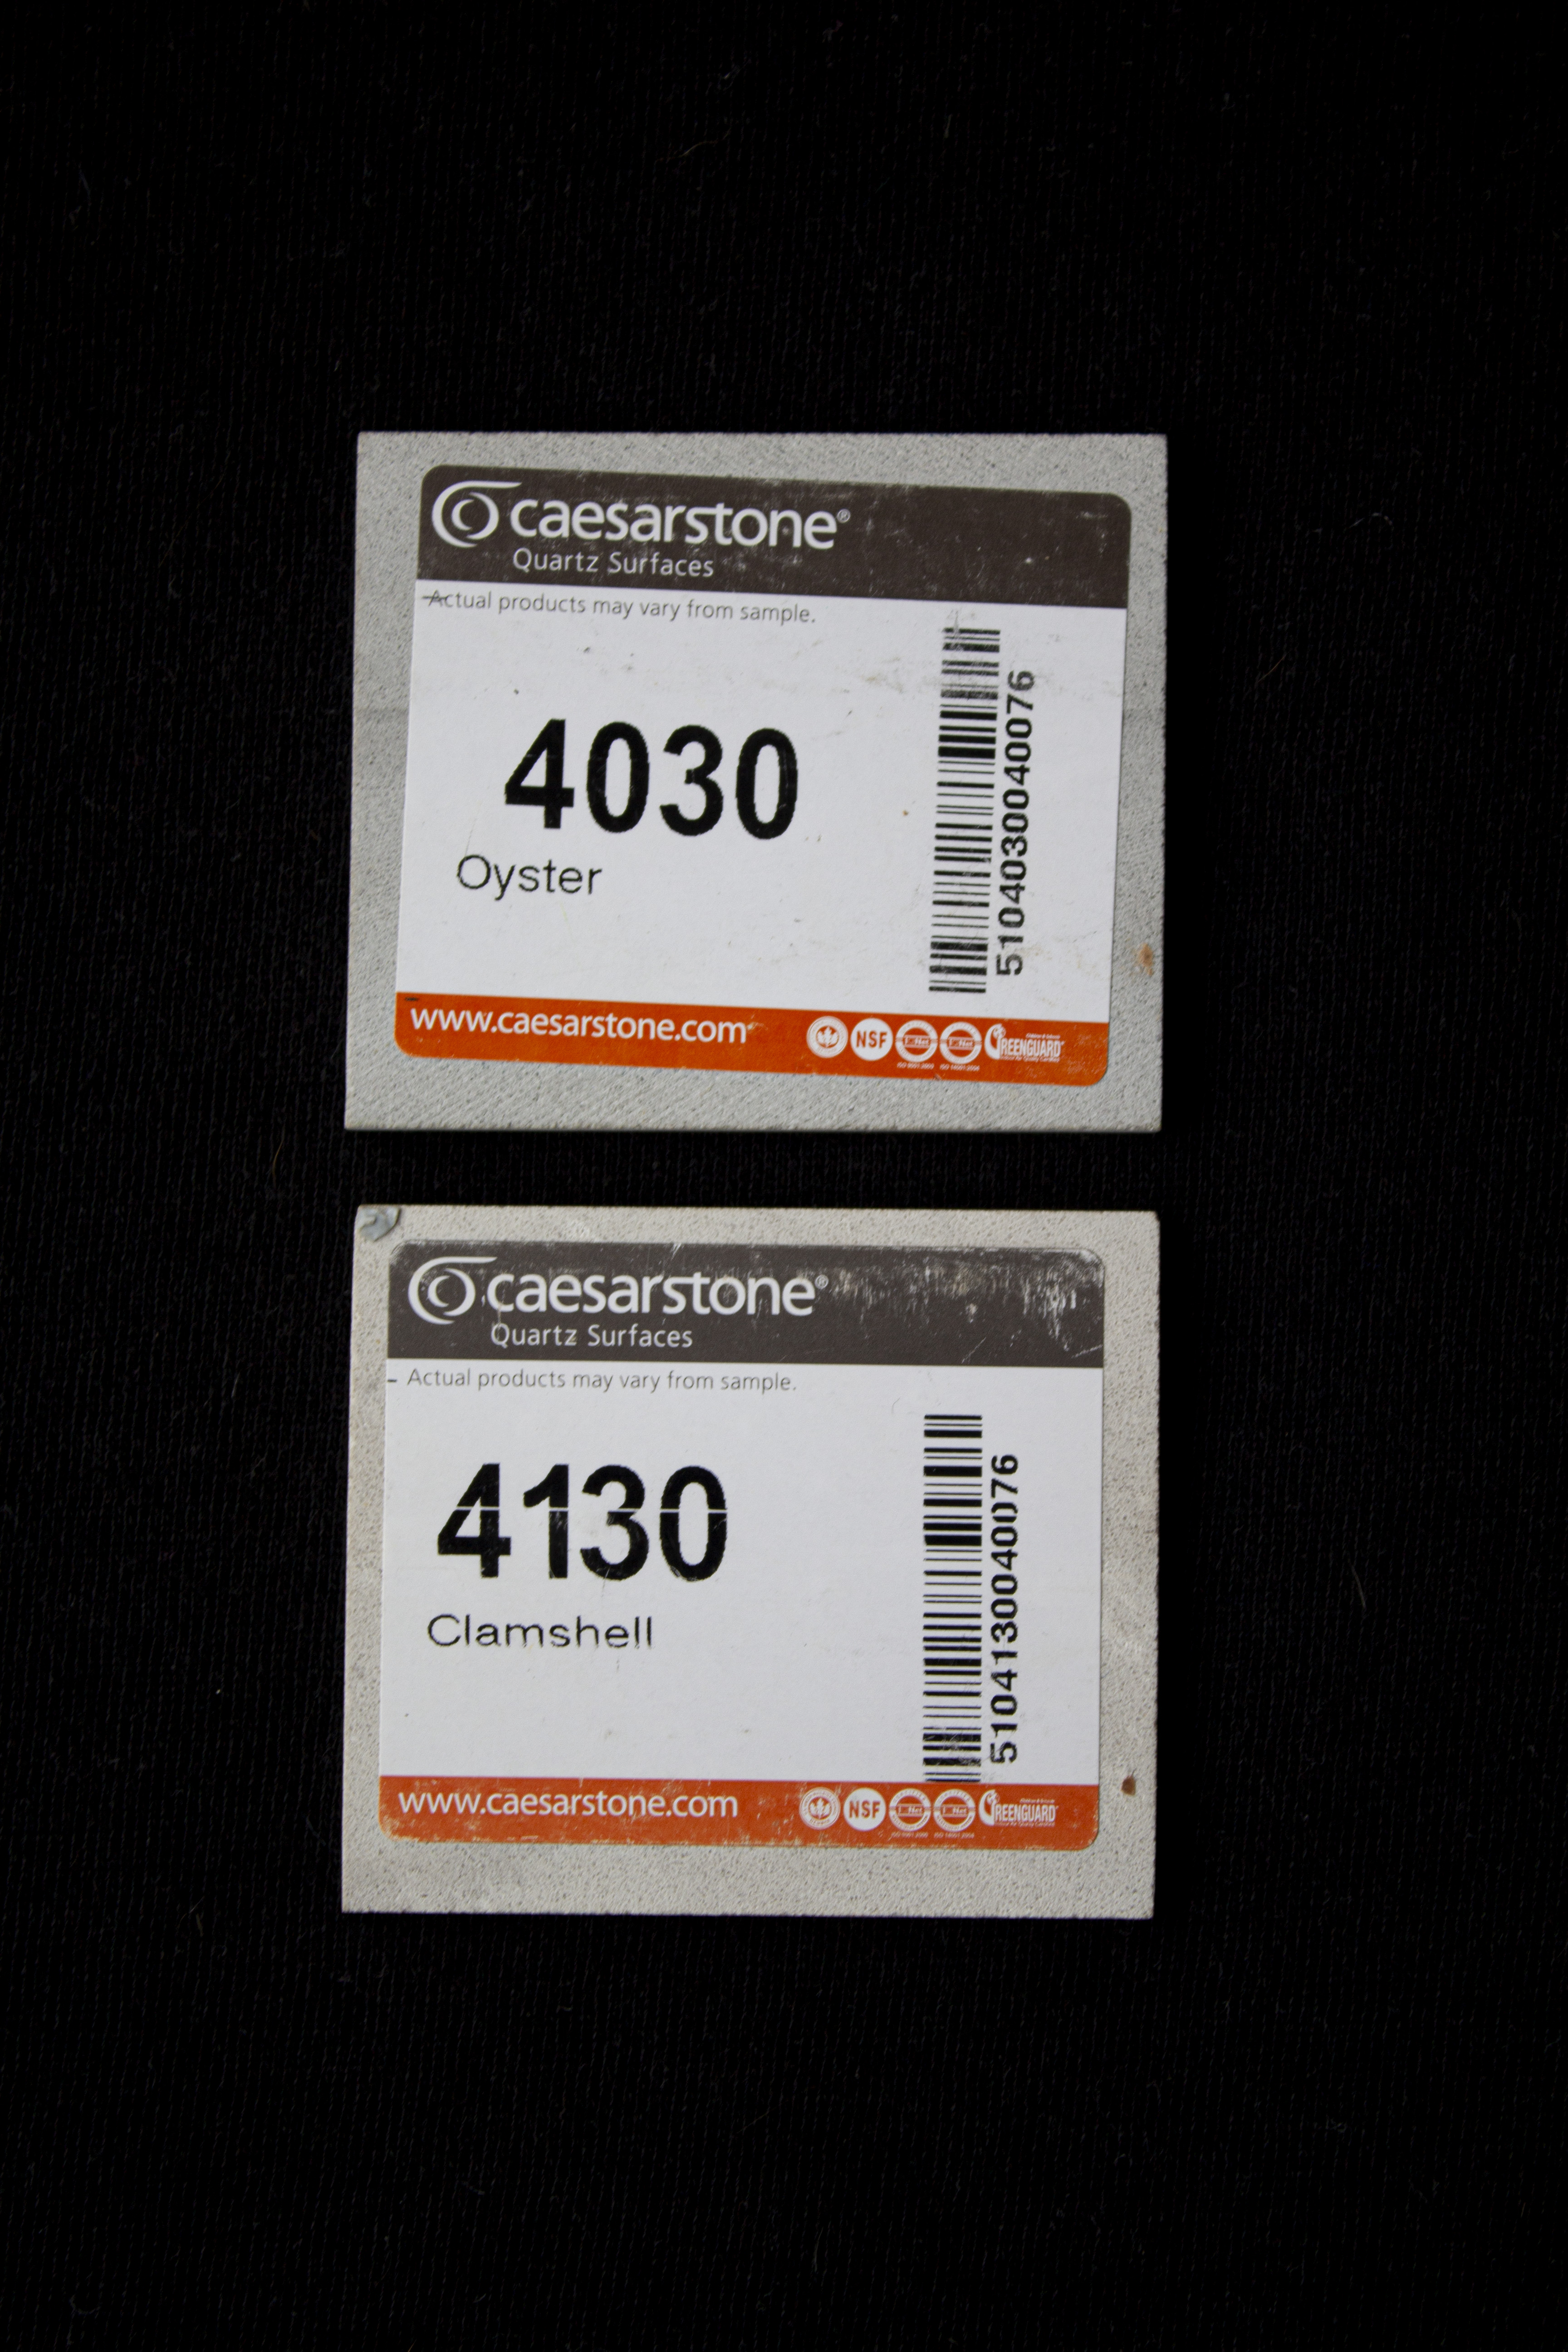 caesarstone®
Quartz Surfaces
Actual products may vary from sample.
4030
Oyster
5104030040076
www.caesarstone.com
NSF
GREENGUARD
caesarstone®
Quartz Surfaces
Actual products may vary from sample.
4130
Clamshell
5104130040076
www.caesarstone.com
NSF
GREENGUARD